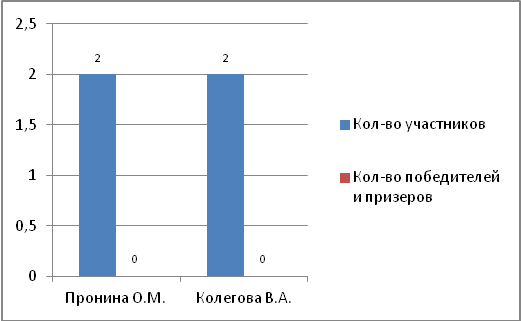 2,5
2
1,5
1
0,5
0
2
0
2
0
Пронина О.М.
Колегова В.А.
Кол-во участников
Кол-во победителей
и призеров